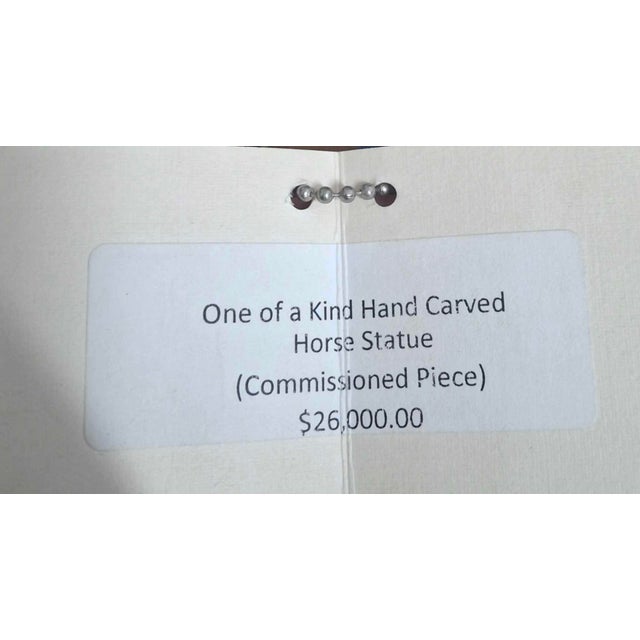 One of a Kind Hand Carved
Horse Statue
(Commissioned Piece)
$26,000.00